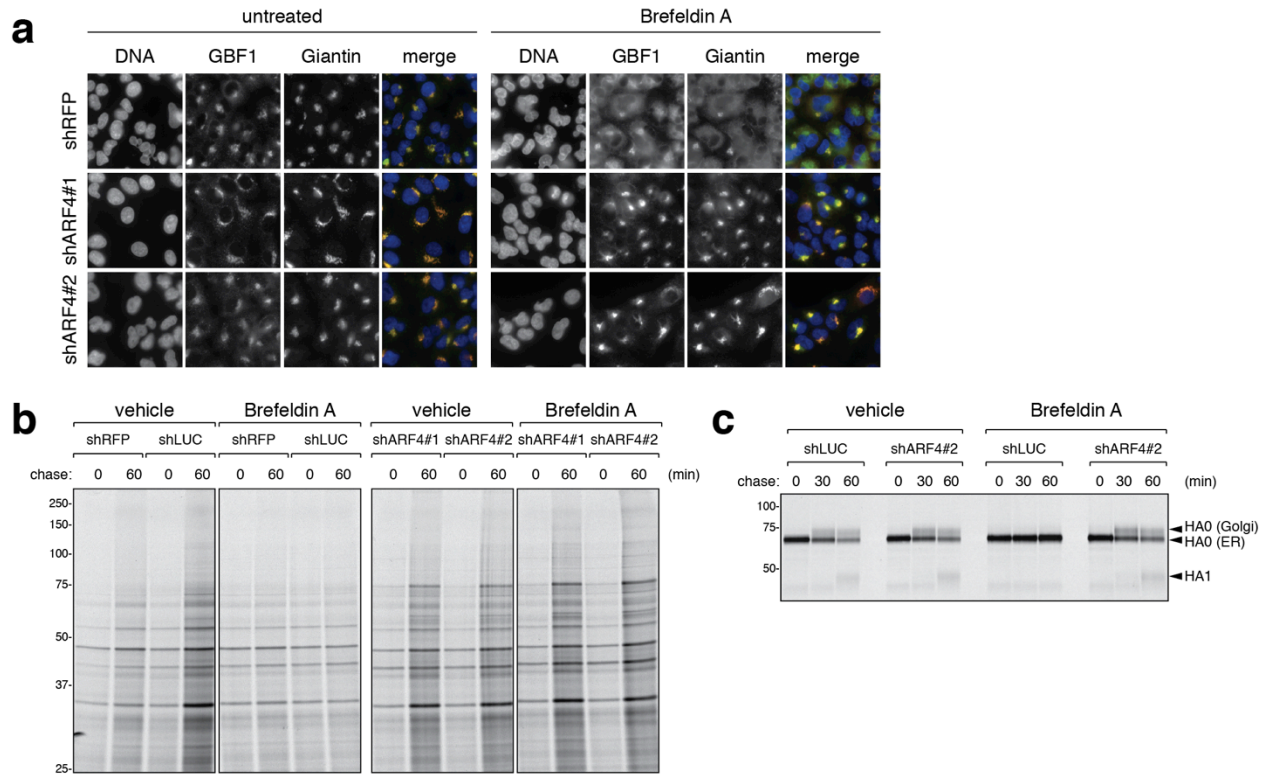 a
untreated Brefeldin A
DNA GBF1 Giantin merge DNA GBF1 Giantin merge
shRFP
shARF4#1
shARF4#2
b
vehicle Brefeldin A vehicle Brefeldin A
shRFP shLUC shRFP shLUC shARF4#1 shARF4#2 shARF4#1 shARF4#2
chase: 0 60 0 60 0 60 0 60 0 60 0 60 0 60 0 60 (min)
250-
150-
100-
75-
50-
37-
25-
c
vehicle Brefeldin A
shLUC shARF4#2 shLUC shARF4#2
chase: 0 30 60 0 30 60 0 30 60 0 30 60 (min)
100-
75-
50-
HA0 (Golgi)
HA0 (ER)
HA1